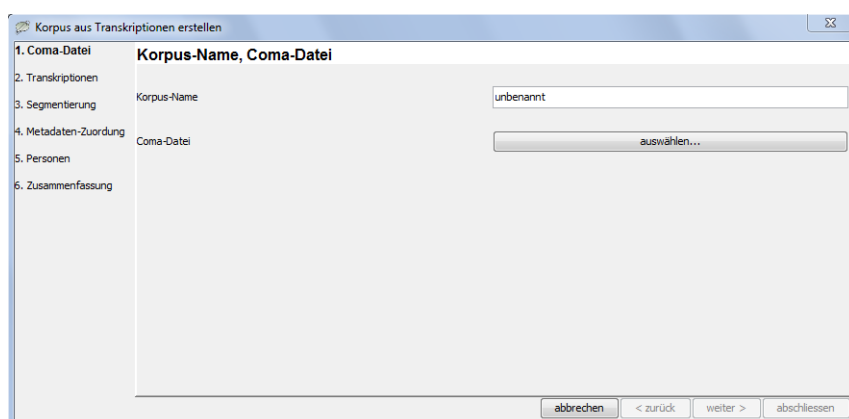 Korpus aus Transkriptionen erstellen
1. Coma-Datei
2. Transkriptionen
3. Segmentierung
4. Metadaten-Zuordung
5. Personen
6. Zusammenfassung
Korpus-Name, Coma-Datei
Korpus-Name unbenannt
Coma-Datei auswählen...
abbrechen < zurück weiter > abschliessen